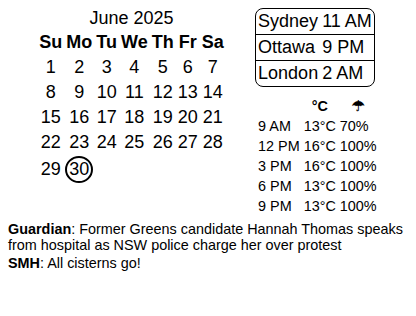 June 2025
Su Mo Tu We Th Fr Sa
1 2 3 4 5 6 7
8 9 10 11 12 13 14
15 16 17 18 19 20 21
22 23 24 25 26 27 28
29 30
Sydney 11 AM
Ottawa 9 PM
London 2 AM
°C ☂
9 AM 13°C 70%
12 PM 16°C 100%
3 PM 16°C 100%
6 PM 13°C 100%
9 PM 13°C 100%
Guardian: Former Greens candidate Hannah Thomas speaks
from hospital as NSW police charge her over protest
SMH: All cisterns go!